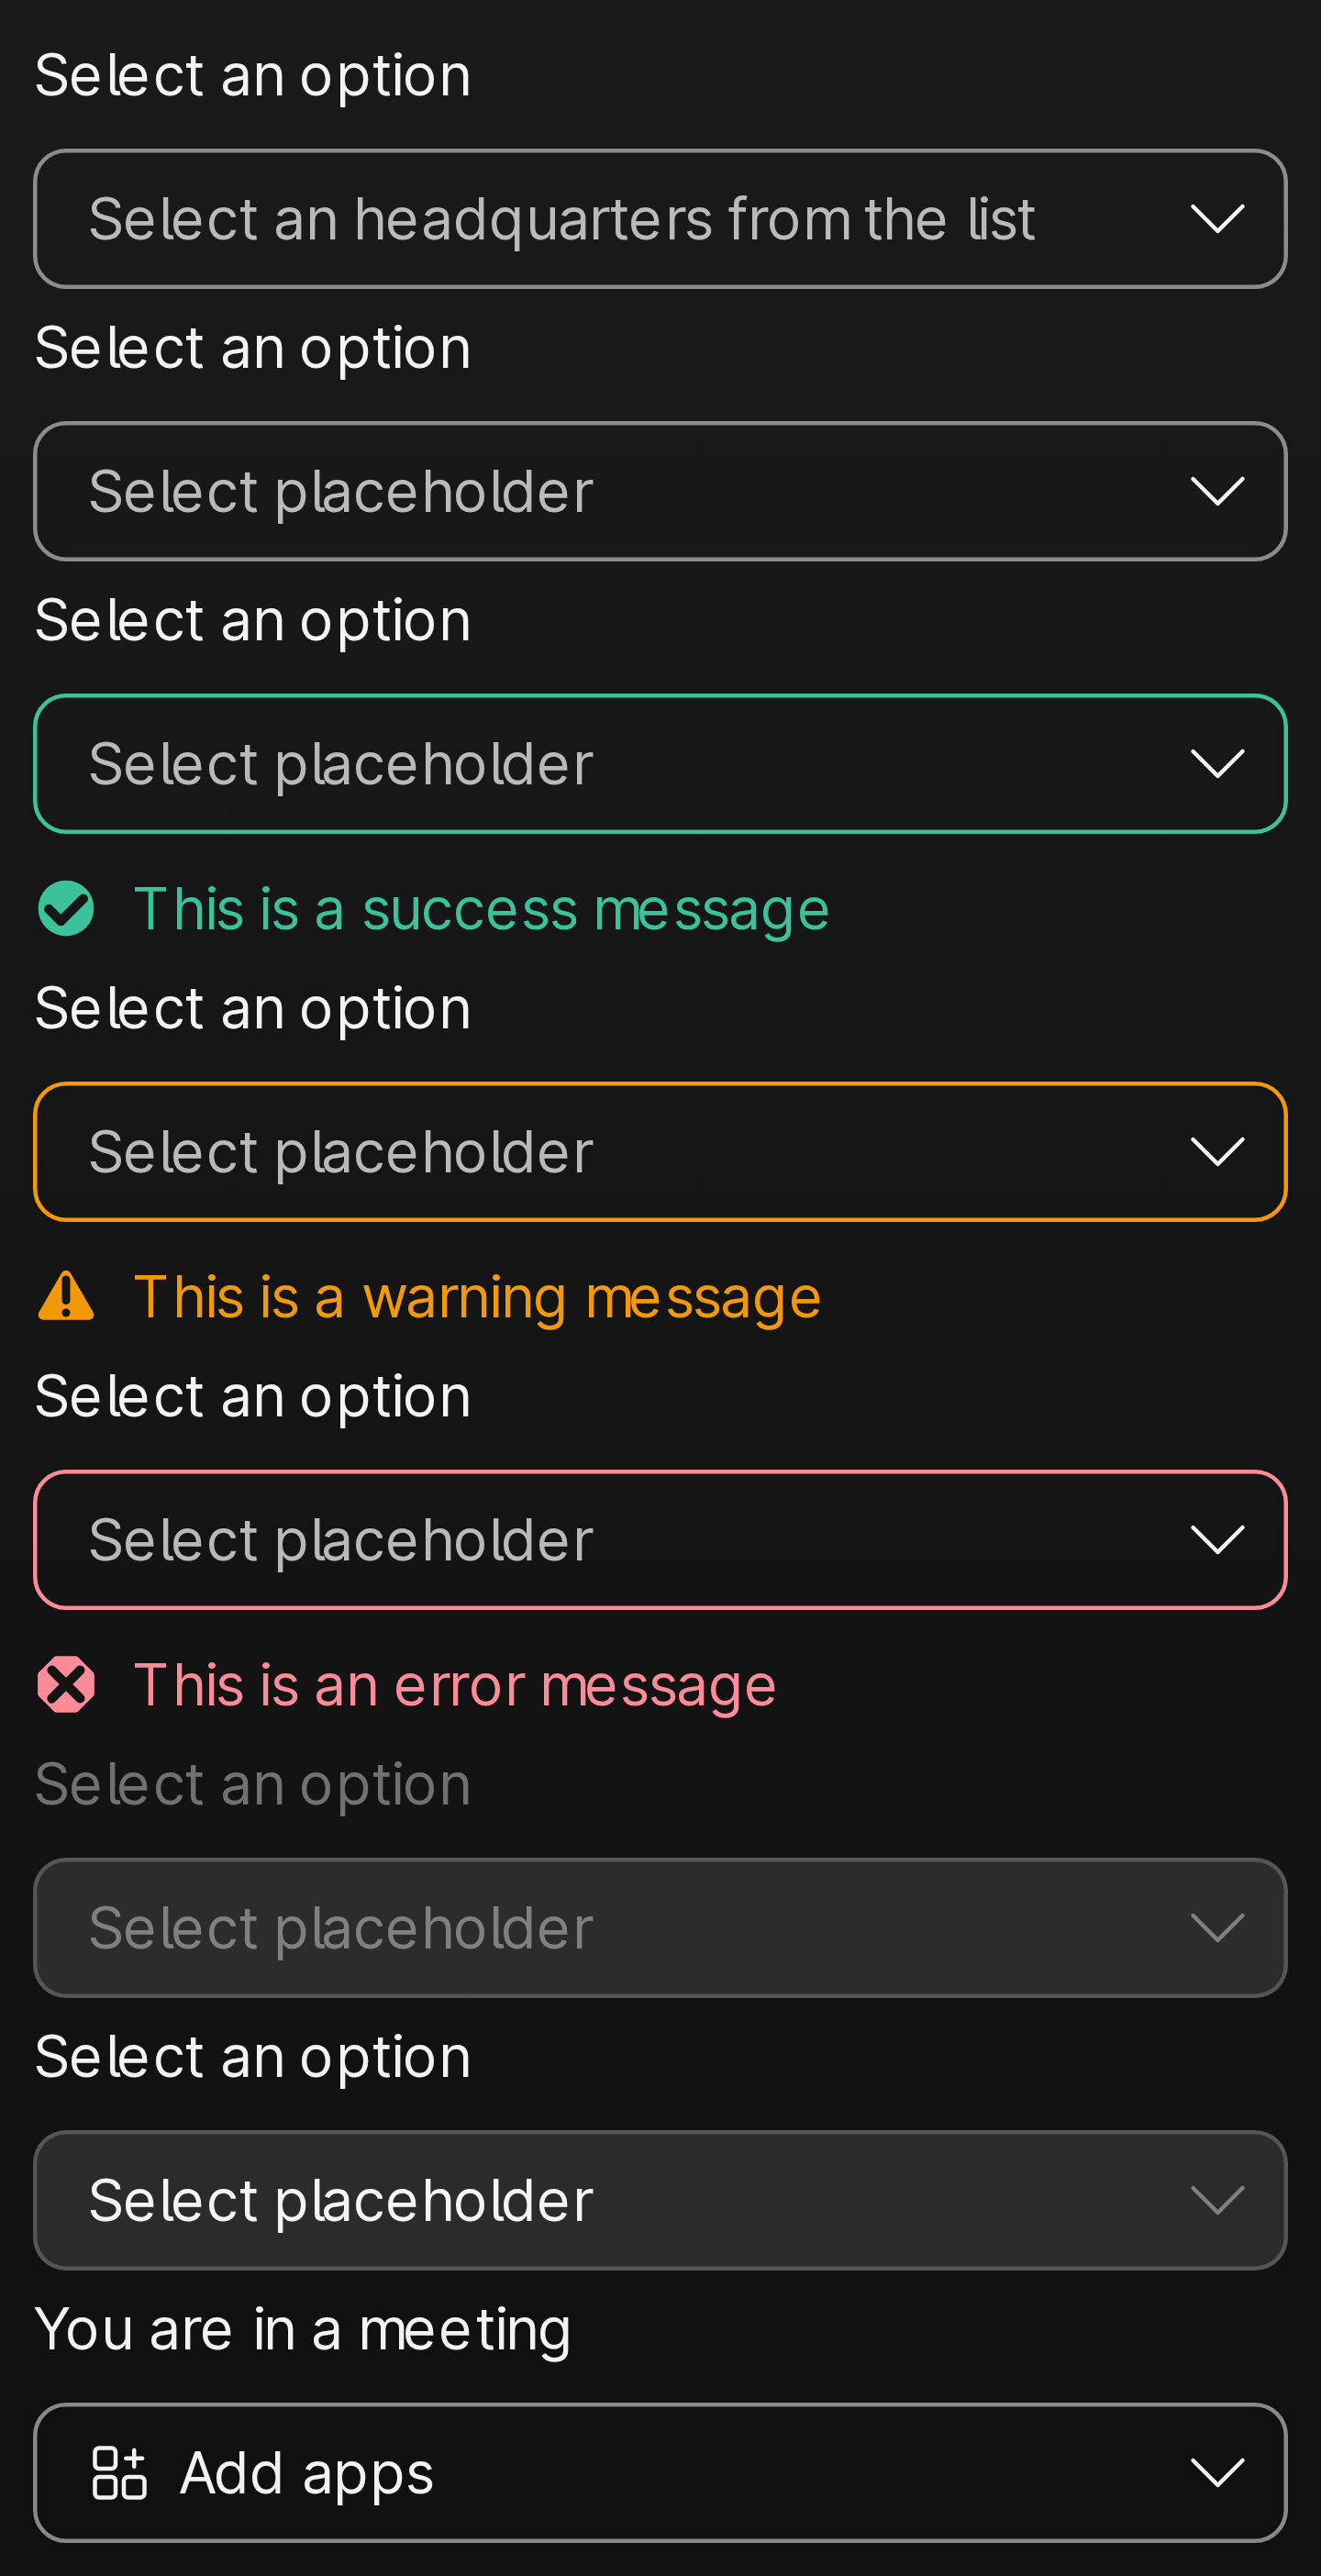 Select an option
Select an headquarters from the list
Select an option
Select placeholder
Select an option
Select placeholder
This is a success message
Select an option
Select placeholder
This is a warning message
Select an option
Select placeholder
This is an error message
Select an option
Select placeholder
Select an option
Select placeholder
You are in a meeting
Add apps